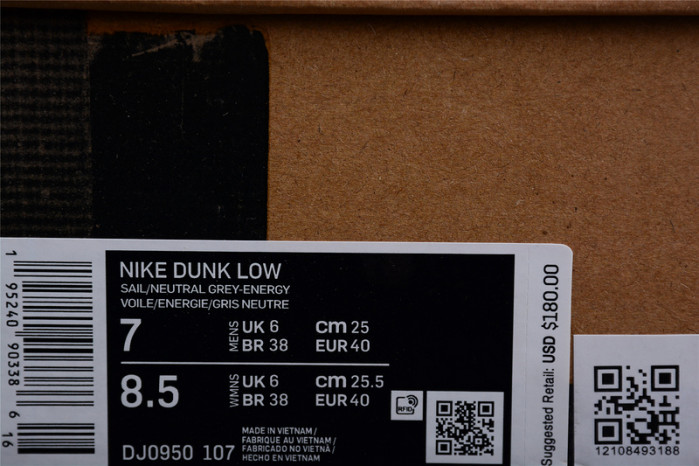 NIKE DUNK LOW
SAIL/NEUTRAL GREY-ENERGY
VOILE/ENERGIE/GRIS NEUTRE
7 MENS UK 6 cm 25
BR 38 EUR 40
8.5 WMNS UK 6 cm 25.5
BR 38 EUR 40
RFID
DJ0950 107
MADE IN VIETNAM /
FABRIQUE AU VIETNAM /
FABRICADO NO VIETNÃ /
HECHO EN VIETNAM
1 95240 90338 6 16
Suggested Retail: USD $180.00
12108493188